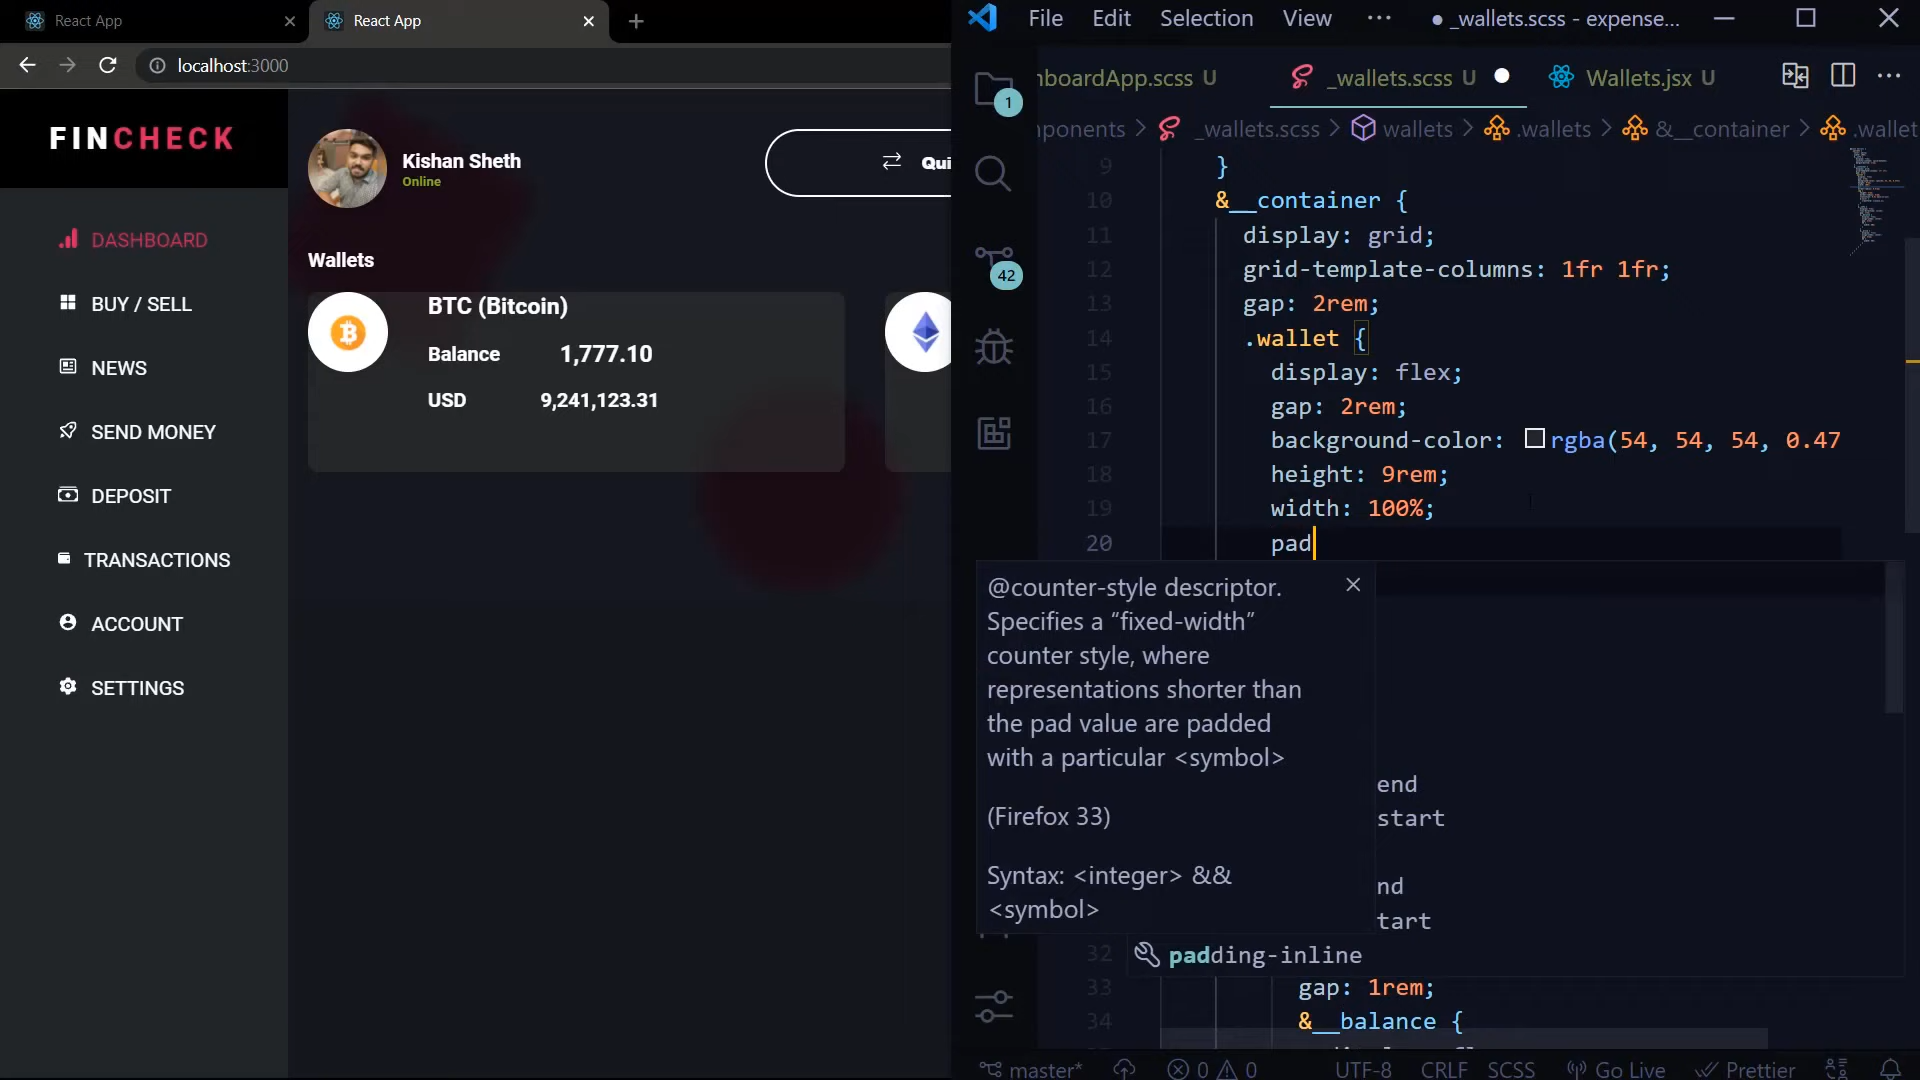 React App
React App
localhost:3000
FINCHECK
DASHBOARD
BUY / SELL
NEWS
SEND MONEY
DEPOSIT
TRANSACTIONS
ACCOUNT
SETTINGS
Kishan Sheth
Online
Qui
Wallets
BTC (Bitcoin)
Balance 1,777.10
USD 9,241,123.31
File Edit Selection View ··· ● _wallets.scss - expense...
hboardApp.scss U _wallets.scss U ● Wallets.jsx U ···
nponents > _wallets.scss > wallets > .wallets > &__container > .wallet
1
42
9 }
10 &__container {
11 display: grid;
12 grid-template-columns: 1fr 1fr;
13 gap: 2rem;
14 .wallet {
15 display: flex;
16 gap: 2rem;
17 background-color: rgba(54, 54, 54, 0.47
18 height: 9rem;
19 width: 100%;
20 pad
@counter-style descriptor.
Specifies a “fixed-width”
counter style, where
representations shorter than
the pad value are padded
with a particular <symbol>
(Firefox 33)
Syntax: <integer> &&
<symbol>
end
start
nd
tart
32 padding-inline
33 gap: 1rem;
34 &__balance {
master* 0 0 UTF-8 CRLF SCSS Go Live Prettier